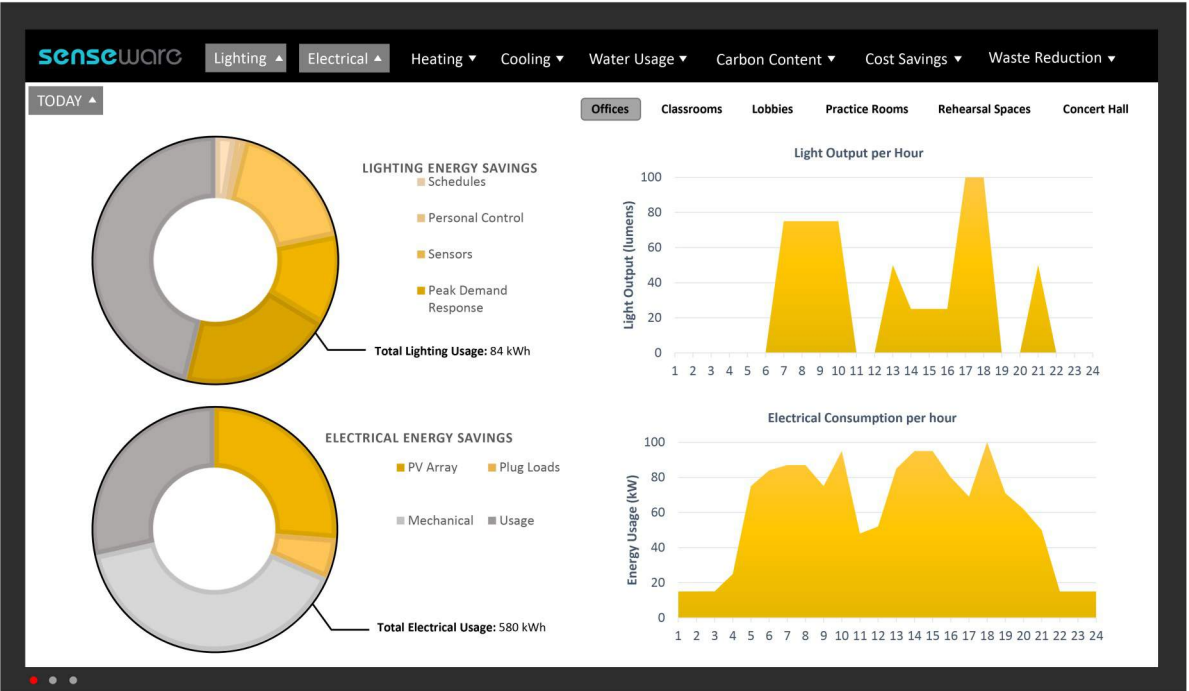 senseware
Lighting ▲ Electrical ▲ Heating ▼ Cooling ▼ Water Usage ▼ Carbon Content ▼ Cost Savings ▼ Waste Reduction ▼
TODAY ▲
Offices Classrooms Lobbies Practice Rooms Rehearsal Spaces Concert Hall
LIGHTING ENERGY SAVINGS
Schedules
Personal Control
Sensors
Peak Demand
Response
Total Lighting Usage: 84 kWh
Light Output per Hour
Light Output (lumens)
100
80
60
40
20
0
1 2 3 4 5 6 7 8 9 10 11 12 13 14 15 16 17 18 19 20 21 22 23 24
ELECTRICAL ENERGY SAVINGS
PV Array Plug Loads
Mechanical Usage
Total Electrical Usage: 580 kWh
Electrical Consumption per hour
Energy Usage (kW)
100
80
60
40
20
0
1 2 3 4 5 6 7 8 9 10 11 12 13 14 15 16 17 18 19 20 21 22 23 24